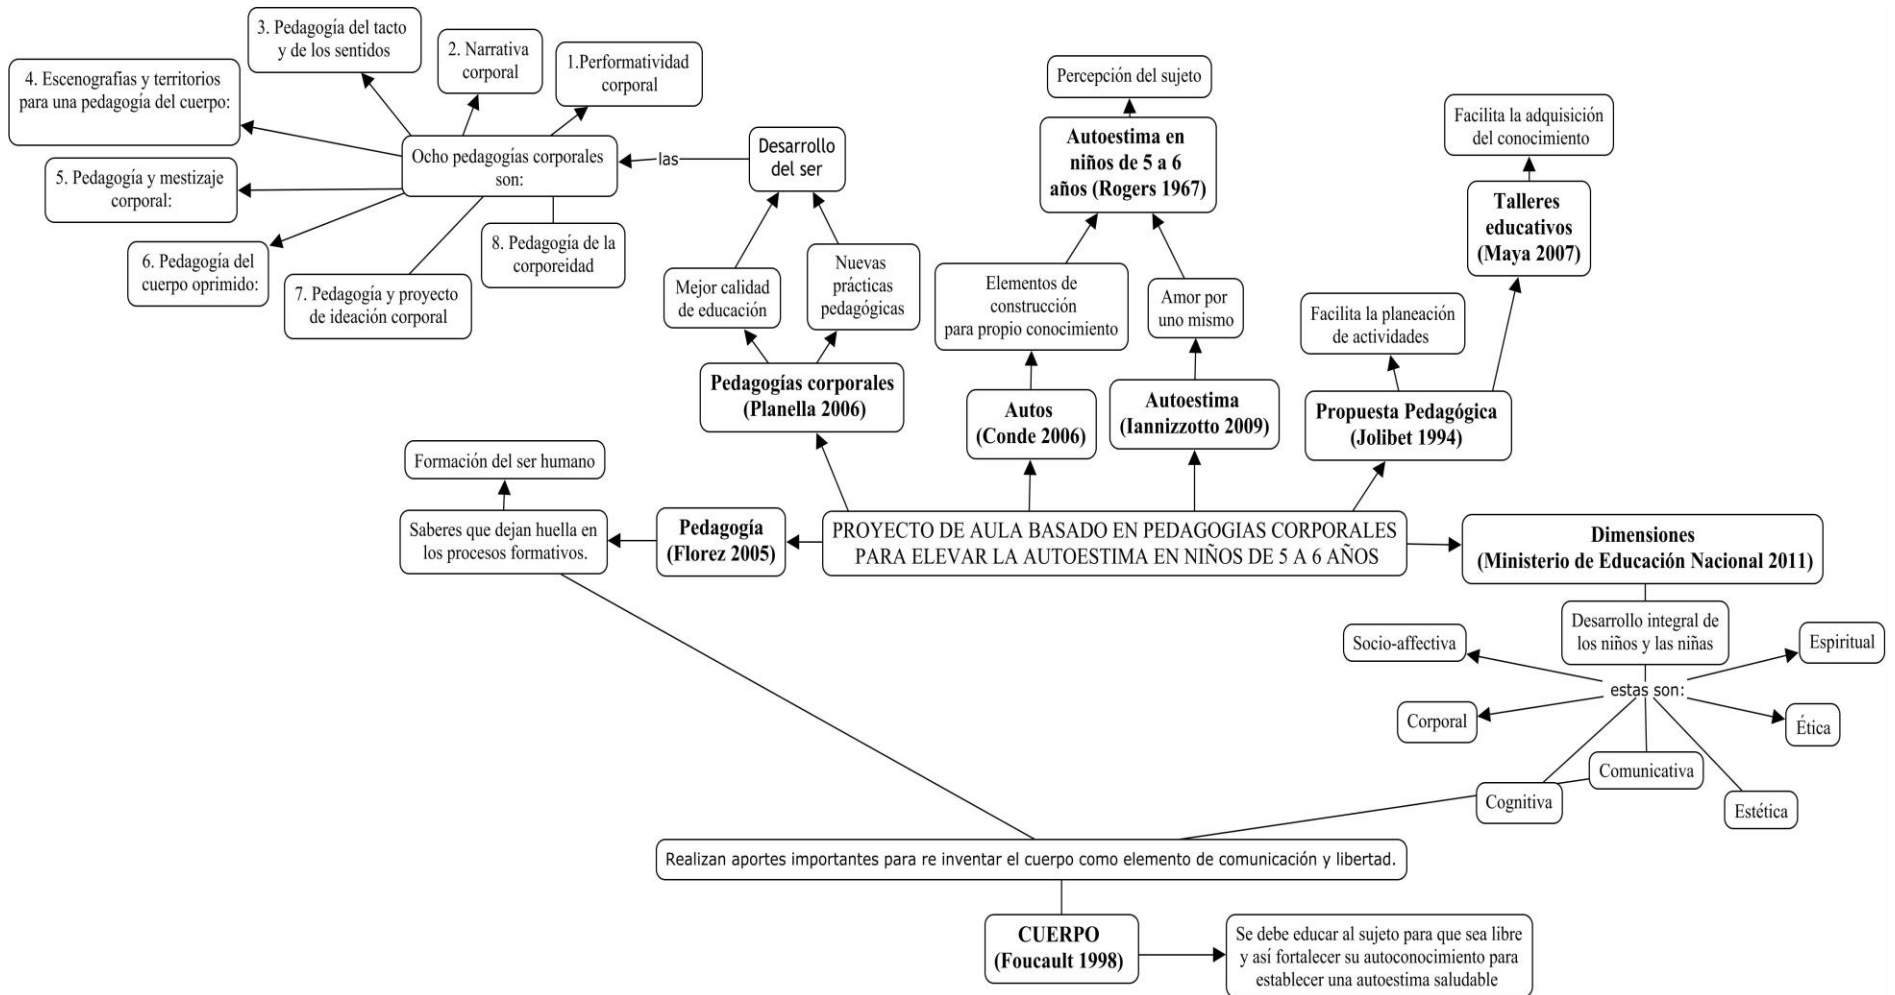 3. Pedagogía del tacto
y de los sentidos
2. Narrativa
corporal
1.Performatividad
corporal
4. Escenografías y territorios
para una pedagogía del cuerpo:
Ocho pedagogías corporales
son:
5. Pedagogía y mestizaje
corporal:
6. Pedagogía del
cuerpo oprimido:
7. Pedagogía y proyecto
de ideación corporal
8. Pedagogía de la
corporeidad
las
Desarrollo
del ser
Mejor calidad
de educación
Nuevas
prácticas
pedagógicas
Pedagogías corporales
(Planella 2006)
Percepción del sujeto
Autoestima en
niños de 5 a 6
años (Rogers 1967)
Elementos de
construcción
para propio conocimiento
Amor por
uno mismo
Autos
(Conde 2006)
Autoestima
(Iannizzotto 2009)
Facilita la adquisición
del conocimiento
Talleres
educativos
(Maya 2007)
Facilita la planeación
de actividades
Propuesta Pedagógica
(Jolibet 1994)
Formación del ser humano
Saberes que dejan huella en
los procesos formativos.
Pedagogía
(Florez 2005)
PROYECTO DE AULA BASADO EN PEDAGOGIAS CORPORALES
PARA ELEVAR LA AUTOESTIMA EN NIÑOS DE 5 A 6 AÑOS
Dimensiones
(Ministerio de Educación Nacional 2011)
Desarrollo integral de
los niños y las niñas
estas son:
Socio-affectiva
Espiritual
Corporal
Ética
Comunicativa
Cognitiva
Estética
Realizan aportes importantes para re inventar el cuerpo como elemento de comunicación y libertad.
CUERPO
(Foucault 1998)
Se debe educar al sujeto para que sea libre
y así fortalecer su autoconocimiento para
establecer una autoestima saludable